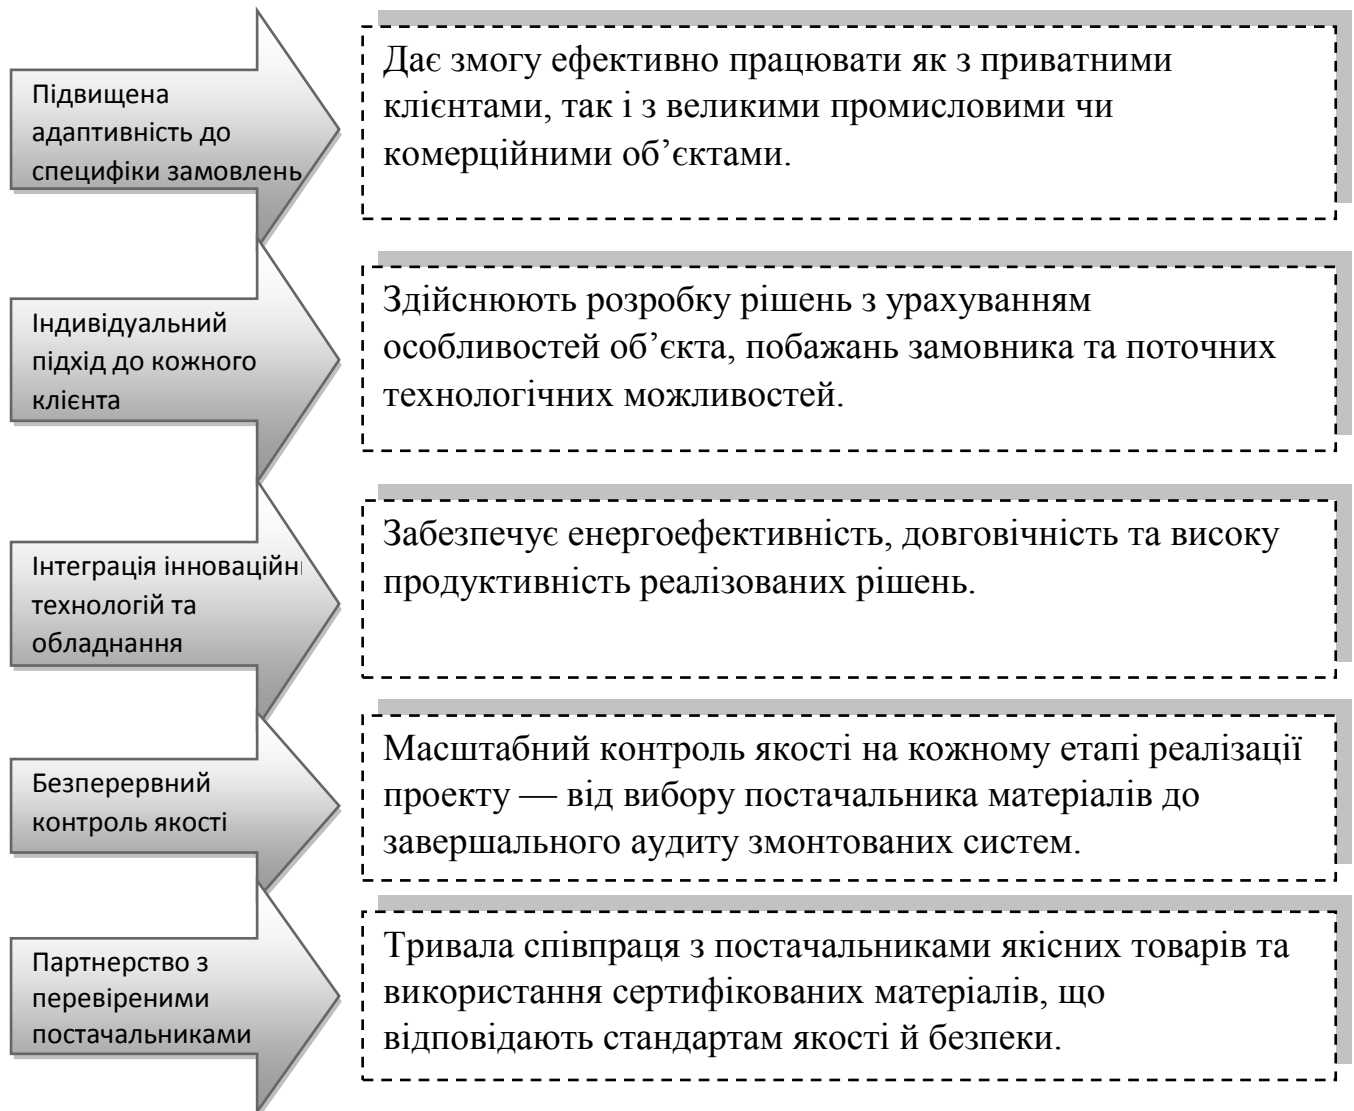 Підвищена
адаптивність до
специфіки замовлень
Дає змогу ефективно працювати як з приватними
клієнтами, так і з великими промисловими чи
комерційними об’єктами.
Індивідуальний
підхід до кожного
клієнта
Здійснюють розробку рішень з урахуванням
особливостей об’єкта, побажань замовника та поточних
технологічних можливостей.
Інтеграція інноваційн
технологій та
обладнання
Забезпечує енергоефективність, довговічність та високу
продуктивність реалізованих рішень.
Безперервний
контроль якості
Масштабний контроль якості на кожному етапі реалізації
проекту — від вибору постачальника матеріалів до
завершального аудиту змонтованих систем.
Партнерство з
перевіреними
постачальниками
Тривала співпраця з постачальниками якісних товарів та
використання сертифікованих матеріалів, що
відповідають стандартам якості й безпеки.